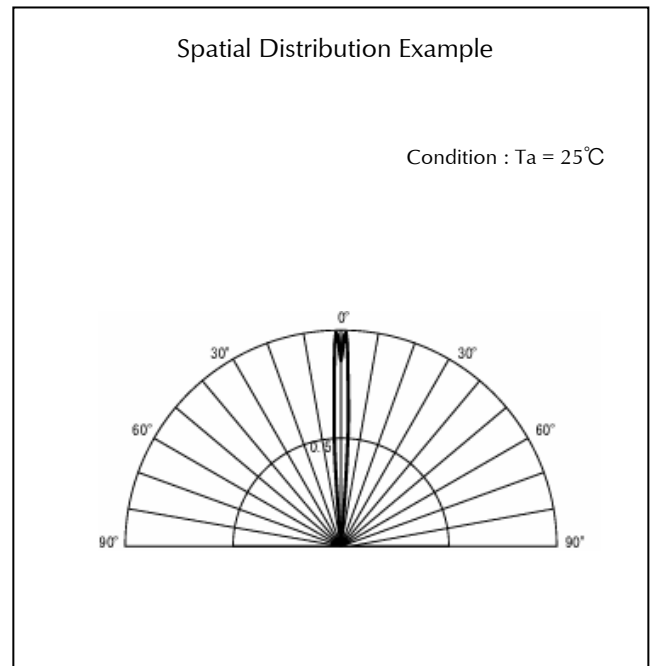 Spatial Distribution Example
Condition : Ta = 25℃
0°
30° 30°
60° 60°
0.5
90° 90°